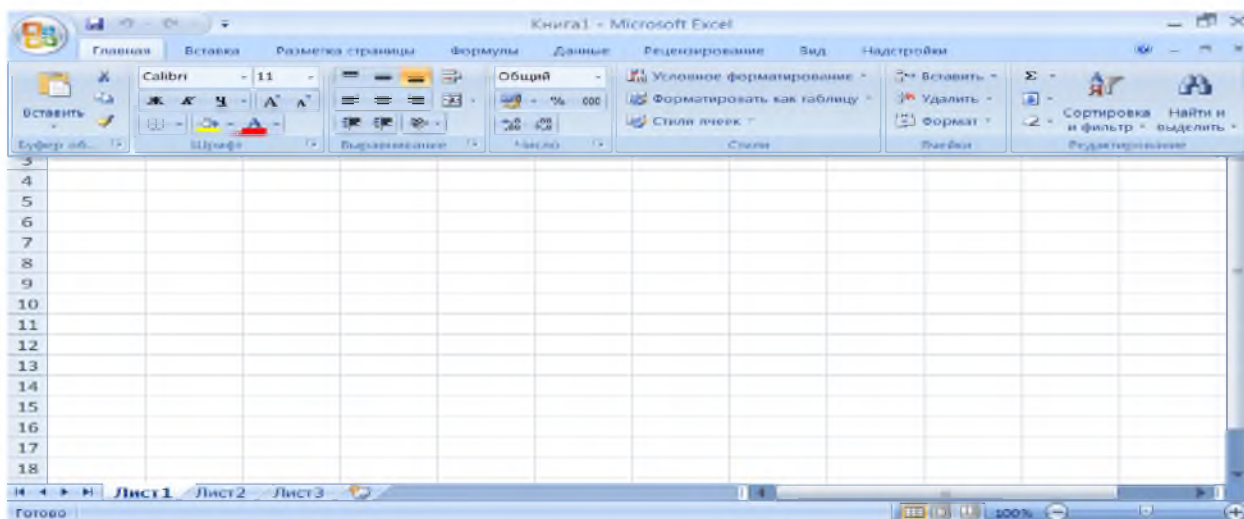 Книга1 - Microsoft Excel
Главная Вставка Разметка страницы Формулы Данные Рецензирование Вид Надстройки
Calibri 11 Общий Условное форматирование Вставить Σ
Ж К Ч А А % 000 Форматировать как таблицу Удалить
Вставить А Стили ячеек Формат Сортировка и фильтр Найти и выделить
Буфер об... Шрифт Выравнивание Число Стили Ячейки Редактирование
3
4
5
6
7
8
9
10
11
12
13
14
15
16
17
18
Лист1 Лист2 Лист3
Готово 100%